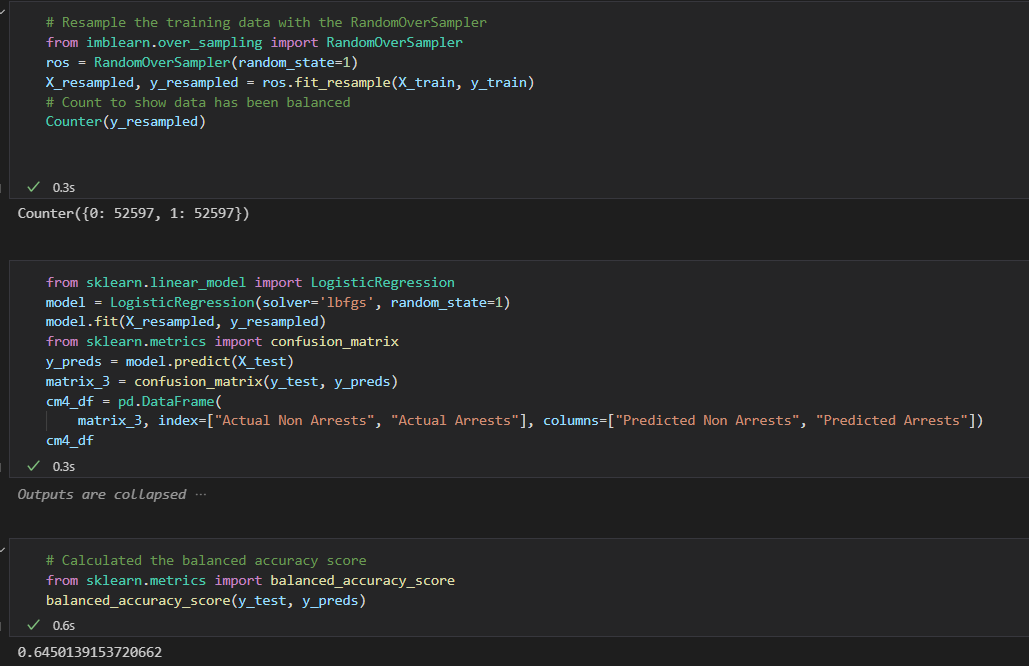 # Resample the training data with the RandomOverSampler
from imblearn.over_sampling import RandomOverSampler
ros = RandomOverSampler(random_state=1)
X_resampled, y_resampled = ros.fit_resample(X_train, y_train)
# Count to show data has been balanced
Counter(y_resampled)
0.3s
Counter({0: 52597, 1: 52597})
from sklearn.linear_model import LogisticRegression
model = LogisticRegression(solver='lbfgs', random_state=1)
model.fit(X_resampled, y_resampled)
from sklearn.metrics import confusion_matrix
y_preds = model.predict(X_test)
matrix_3 = confusion_matrix(y_test, y_preds)
cm4_df = pd.DataFrame(
    matrix_3, index=["Actual Non Arrests", "Actual Arrests"], columns=["Predicted Non Arrests", "Predicted Arrests"])
cm4_df
0.3s
Outputs are collapsed ···
# Calculated the balanced accuracy score
from sklearn.metrics import balanced_accuracy_score
balanced_accuracy_score(y_test, y_preds)
0.6s
0.6450139153720662